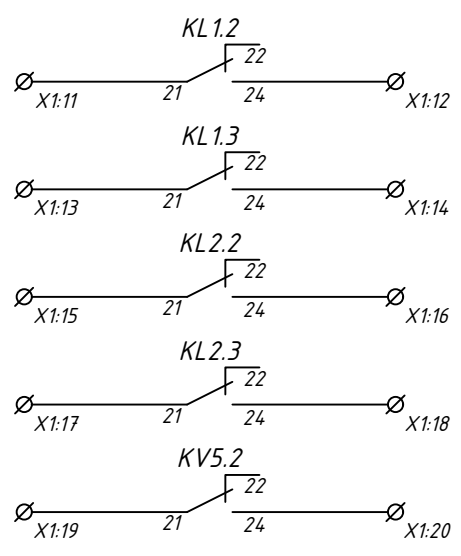 KL1.2
22
X1:11 21 24 X1:12
KL1.3
22
X1:13 21 24 X1:14
KL2.2
22
X1:15 21 24 X1:16
KL2.3
22
X1:17 21 24 X1:18
KV5.2
22
X1:19 21 24 X1:20